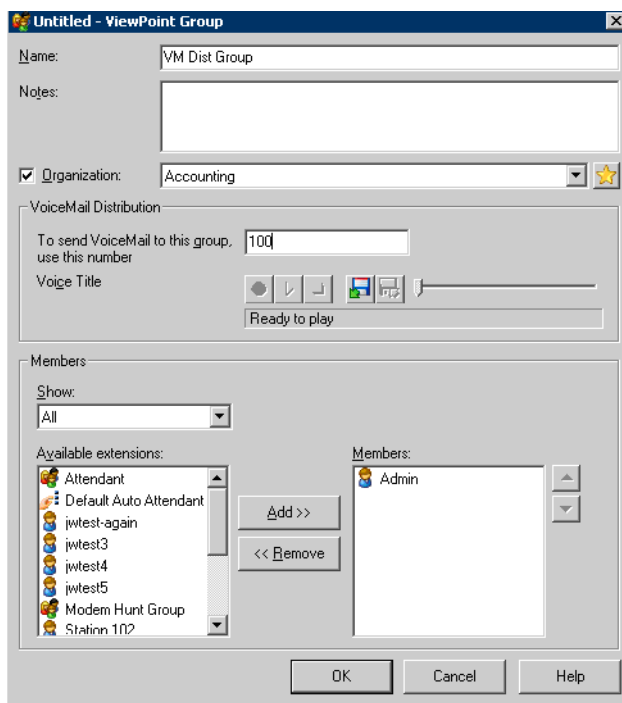 Untitled - ViewPoint Group
Name:
VM Dist Group
Notes:
Organization:
Accounting
VoiceMail Distribution
To send VoiceMail to this group,
use this number
100
Voice Title
Ready to play
Members
Show:
All
Available extensions:
Attendant
Default Auto Attendant
jwtest-again
jwtest3
jwtest4
jwtest5
Modem Hunt Group
Station 102
Add >>
<< Remove
Members:
Admin
OK
Cancel
Help